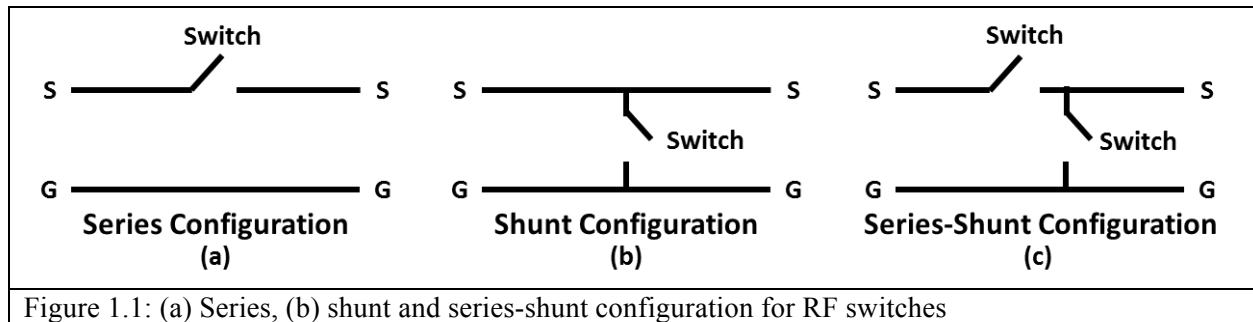 Switch
S S
Switch
G G
Series Configuration
(a)
S S
Switch
G G
Shunt Configuration
(b)
Switch
S S
Switch
G G
Series-Shunt Configuration
(c)
Figure 1.1: (a) Series, (b) shunt and series-shunt configuration for RF switches